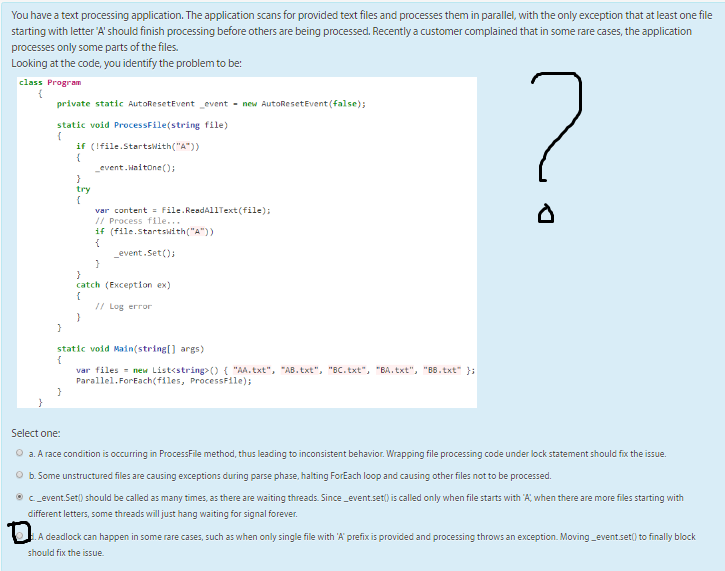 You have a text processing application. The application scans for provided text files and processes them in parallel, with the only exception that at least one file
starting with letter 'A' should finish processing before others are being processed. Recently a customer complained that in some rare cases, the application
processes only some parts of the files.
Looking at the code, you identify the problem to be:
class Program
{
private static AutoResetEvent _event = new AutoResetEvent(false);
static void ProcessFile(string file)
{
if (!file.StartsWith("A"))
{
_event.WaitOne();
}
try
{
var content = File.ReadAllText(file);
// Process file...
if (file.StartsWith("A"))
{
_event.Set();
}
}
catch (Exception ex)
{
// Log error
}
}
static void Main(string[] args)
{
var files = new List<string>() { "AA.txt", "AB.txt", "BC.txt", "BA.txt", "BB.txt" };
Parallel.ForEach(files, ProcessFile);
}
}
?
Select one:
a. A race condition is occurring in ProcessFile method, thus leading to inconsistent behavior. Wrapping file processing code under lock statement should fix the issue.
b. Some unstructured files are causing exceptions during parse phase, halting ForEach loop and causing other files not to be processed.
c. _event.Set() should be called as many times, as there are waiting threads. Since _event.set() is called only when file starts with 'A', when there are more files starting with
different letters, some threads will just hang waiting for signal forever.
D d. A deadlock can happen in some rare cases, such as when only single file with 'A' prefix is provided and processing throws an exception. Moving _event.set() to finally block
should fix the issue.